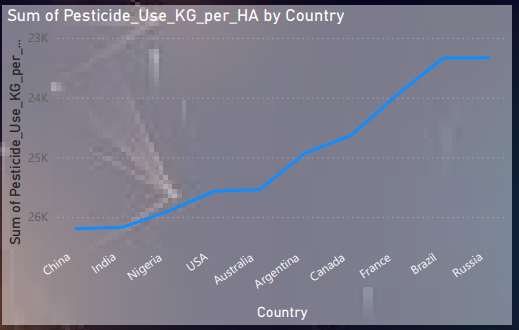 Sum of Pesticide_Use_KG_per_HA by Country
Sum of Pesticide_Use_KG_per_...
23K
24K
25K
26K
China
India
Nigeria
USA
Australia
Argentina
Canada
France
Brazil
Russia
Country